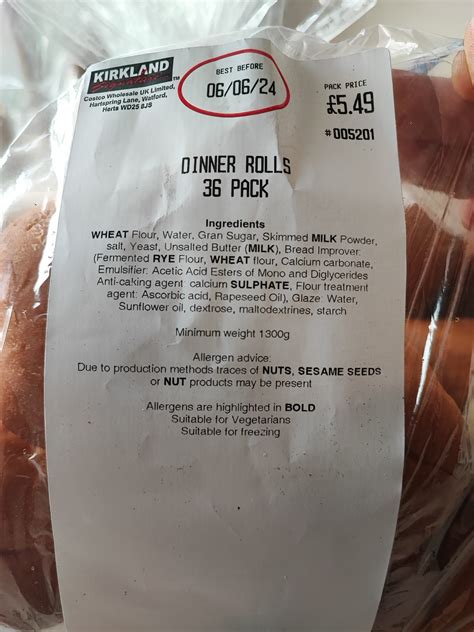 KIRKLAND
Signature
TM
Costco Wholesale UK Limited,
Hartspring Lane, Watford,
Herts WD25 8JS
BEST BEFORE
06/06/24
PACK PRICE
£5.49
#005201
DINNER ROLLS
36 PACK
Ingredients
WHEAT Flour, Water, Gran Sugar, Skimmed MILK Powder,
salt, Yeast, Unsalted Butter (MILK), Bread Improver:
(Fermented RYE Flour, WHEAT flour, Calcium carbonate,
Emulsifier: Acetic Acid Esters of Mono and Diglycerides
Anti-caking agent: calcium SULPHATE, Flour treatment
agent: Ascorbic acid, Rapeseed Oil), Glaze: Water,
Sunflower oil, dextrose, maltodextrines, starch
Minimum weight 1300g
Allergen advice:
Due to production methods traces of NUTS, SESAME SEEDS
or NUT products may be present
Allergens are highlighted in BOLD
Suitable for Vegetarians
Suitable for freezing